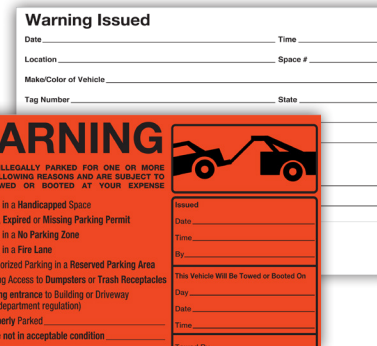 Warning Issued
Date Time
Location Space #
Make/Color of Vehicle
Tag Number State
ARNING
ILLEGALLY PARKED FOR ONE OR MORE
LLOWING REASONS AND ARE SUBJECT TO
WED OR BOOTED AT YOUR EXPENSE
in a Handicapped Space
Expired or Missing Parking Permit
in a No Parking Zone
in a Fire Lane
orized Parking in a Reserved Parking Area
ng Access to Dumpsters or Trash Receptacles
ng entrance to Building or Driveway
department regulation)
perly Parked
not in acceptable condition
Issued
Date
Time
By
This Vehicle Will Be Towed or Booted On
Day
Date
Time